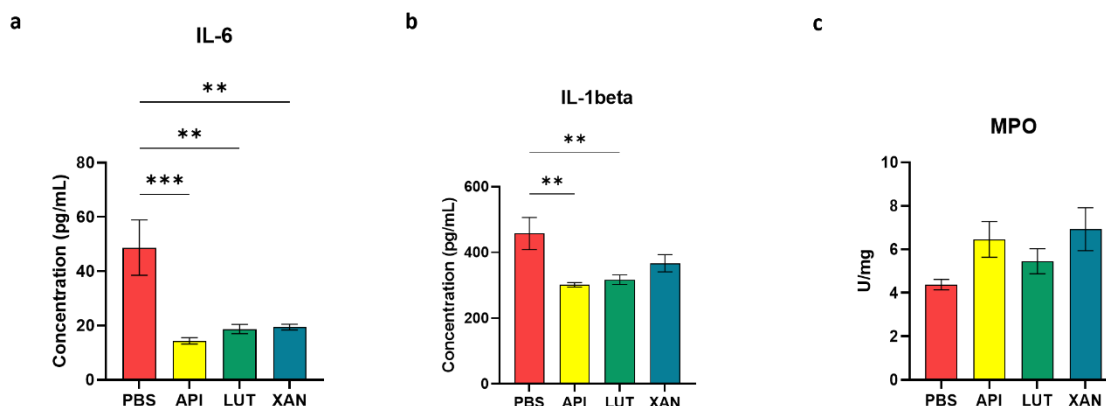 a
IL-6
**
**
***
Concentration (pg/mL)
80
60
40
20
0
PBS API LUT XAN
b
IL-1beta
**
**
Concentration (pg/mL)
600
400
200
0
PBS API LUT XAN
c
MPO
U/mg
10
8
6
4
2
0
PBS API LUT XAN